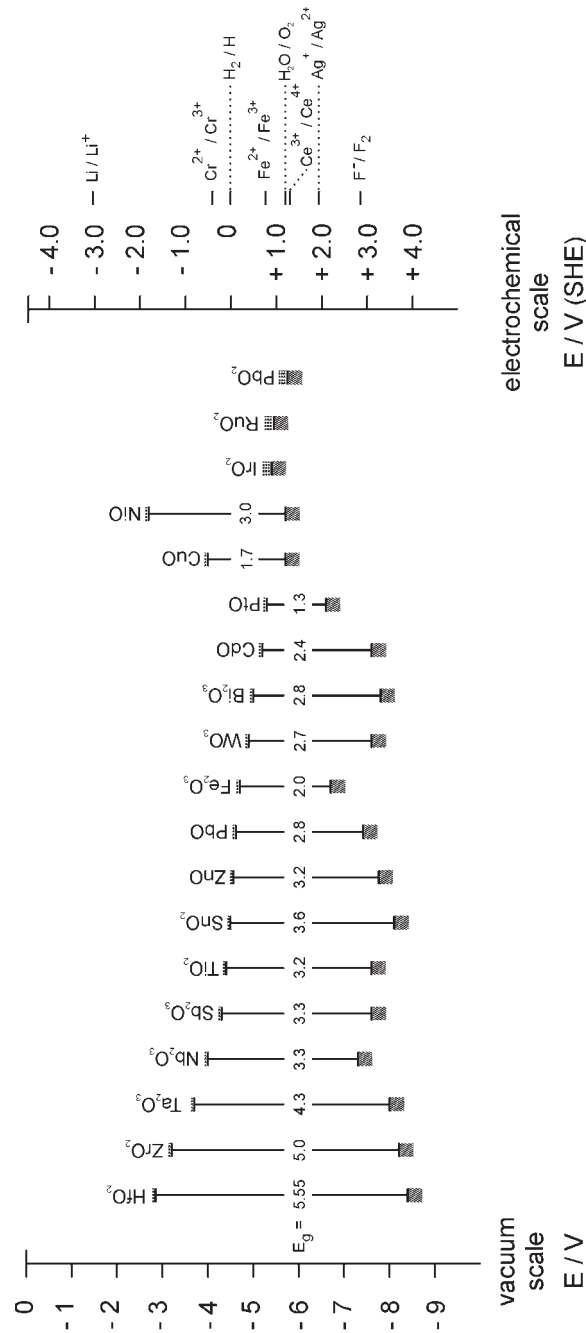 0
- 1
- 2
- 3
- 4
- 5
- 6
- 7
- 8
- 9
vacuum
scale
E / V
E_g = 5.55
HfO₂
5.0
ZrO₂
4.3
Ta₂O₃
3.3
Nb₂O₃
3.3
Sb₂O₃
3.2
TiO₂
3.6
SnO₂
3.2
ZnO
2.8
PbO
2.0
Fe₂O₃
2.7
WO₃
2.8
Bi₂O₃
2.4
CdO
1.3
PtO
1.7
CuO
3.0
NiO
IrO₂
RuO₂
PbO₂
- 4.0
- 3.0
- 2.0
- 1.0
0
+ 1.0
+ 2.0
+ 3.0
+ 4.0
electrochemical
scale
E / V (SHE)
Li / Li⁺
Cr²⁺ / Cr³⁺
H₂ / H
Fe²⁺ / Fe³⁺
H₂O / O₂
Ce³⁺ / Ce⁴⁺
Ag⁺ / Ag²⁺
F⁻ / F₂